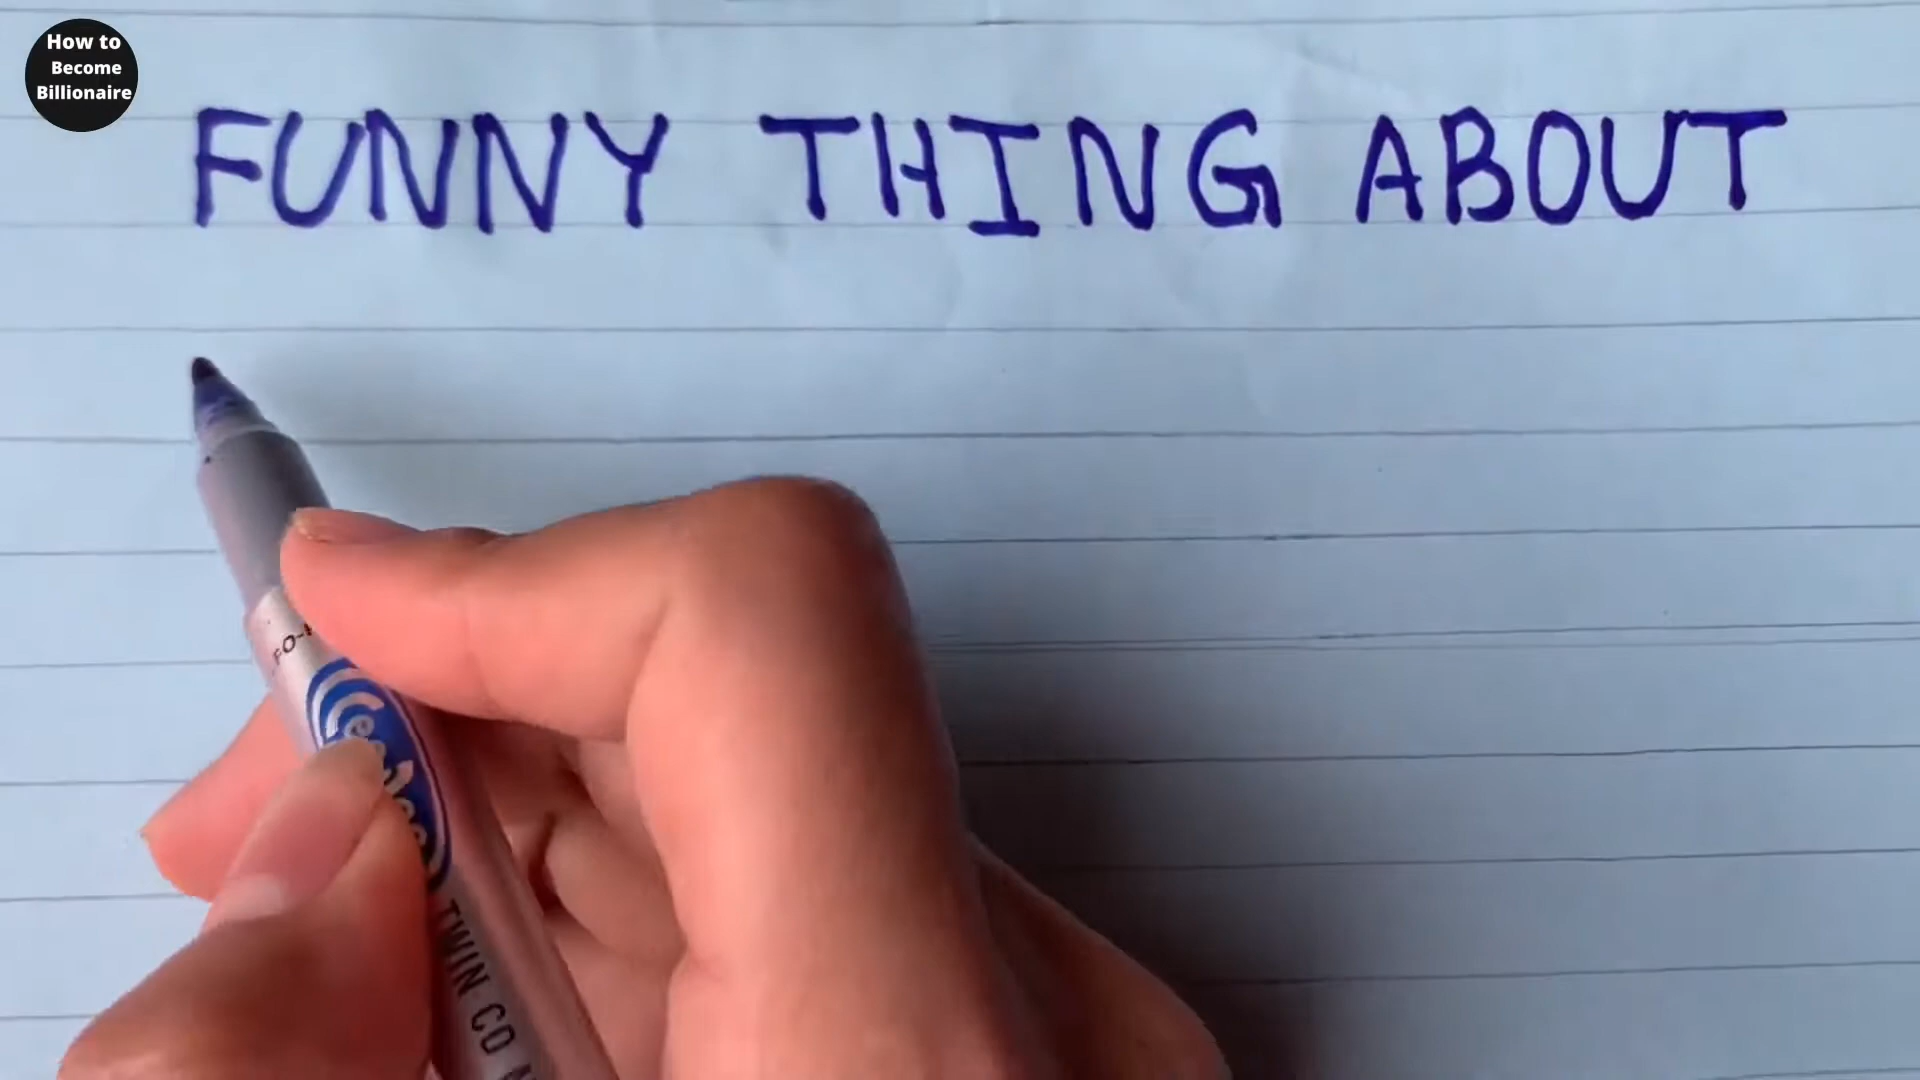 How to
Become
Billionaire
FUNNY THING ABOUT
TWIN CO